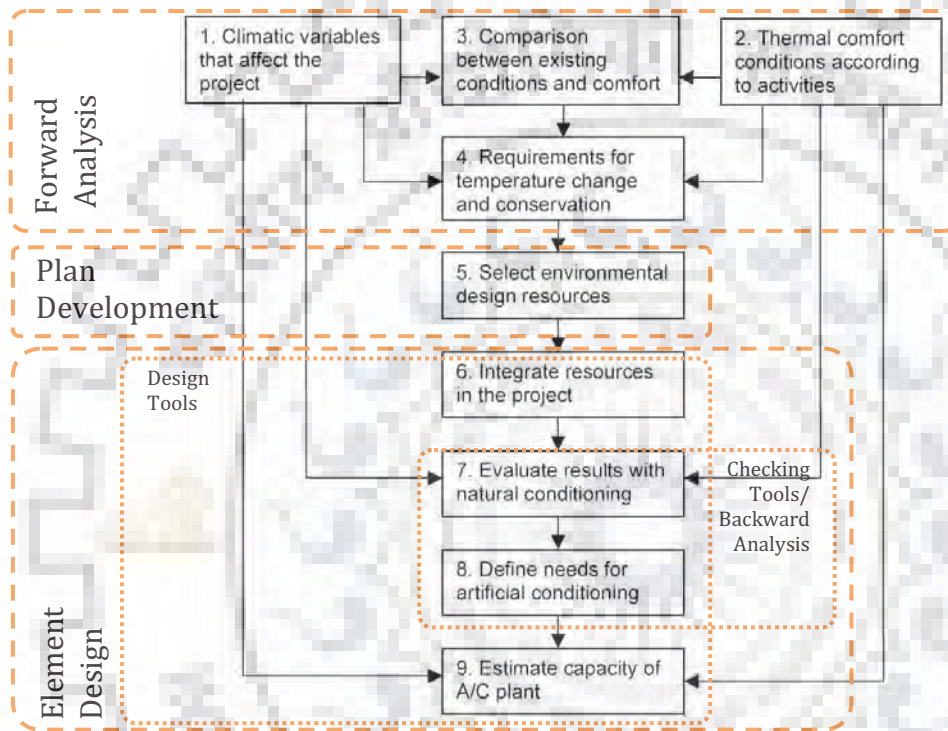 Forward
Analysis
1. Climatic variables
that affect the
project
3. Comparison
between existing
conditions and comfort
2. Thermal comfort
conditions according
to activities
4. Requirements for
temperature change
and conservation
Plan
Development
5. Select environmental
design resources
Element
Design
Design
Tools
6. Integrate resources
in the project
7. Evaluate results with
natural conditioning
Checking
Tools/
Backward
Analysis
8. Define needs for
artificial conditioning
9. Estimate capacity of
A/C plant